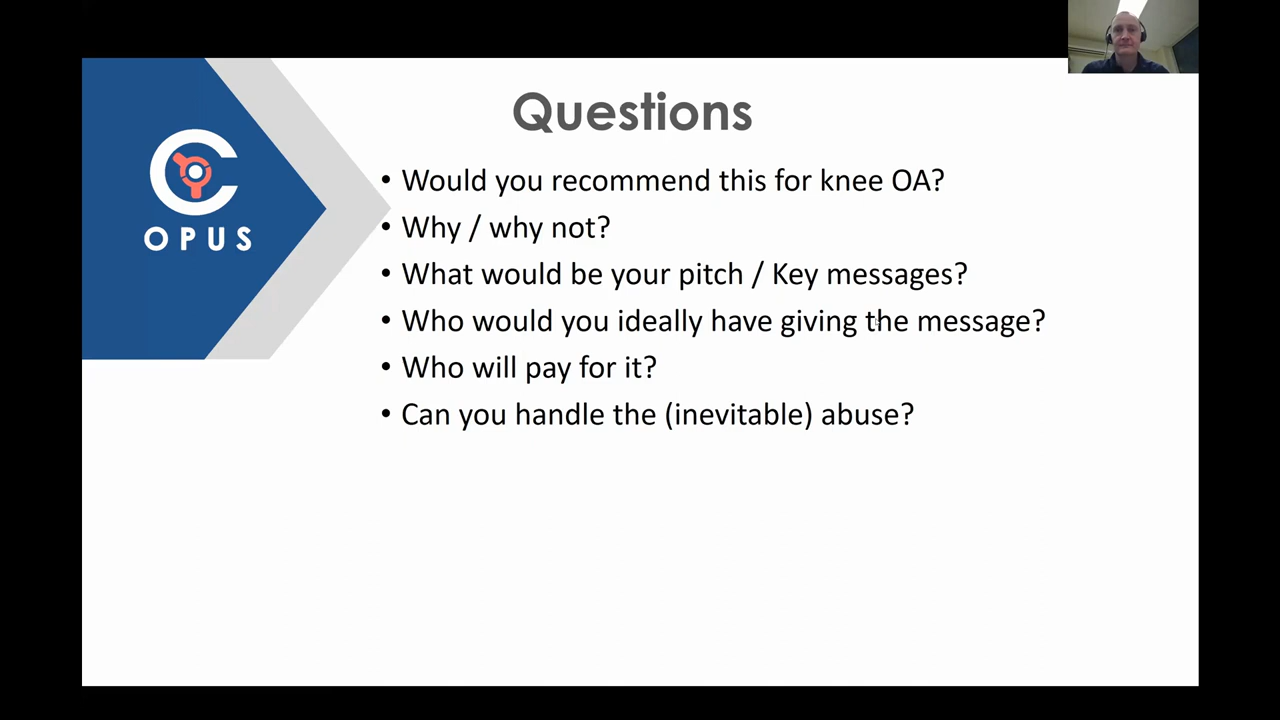 Questions
OPUS
• Would you recommend this for knee OA?
• Why / why not?
• What would be your pitch / Key messages?
• Who would you ideally have giving the message?
• Who will pay for it?
• Can you handle the (inevitable) abuse?